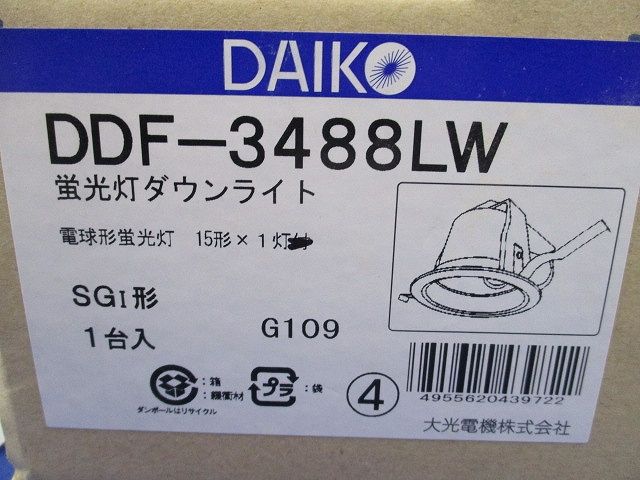 DAIKO
DDF-3488LW
蛍光灯ダウンライト
電球形蛍光灯 15形×1灯付
SGI形
1台入
G109
:箱
:緩衝材
ダンボールはリサイクル
プラ
:袋
④
4955620439722
大光電機株式会社